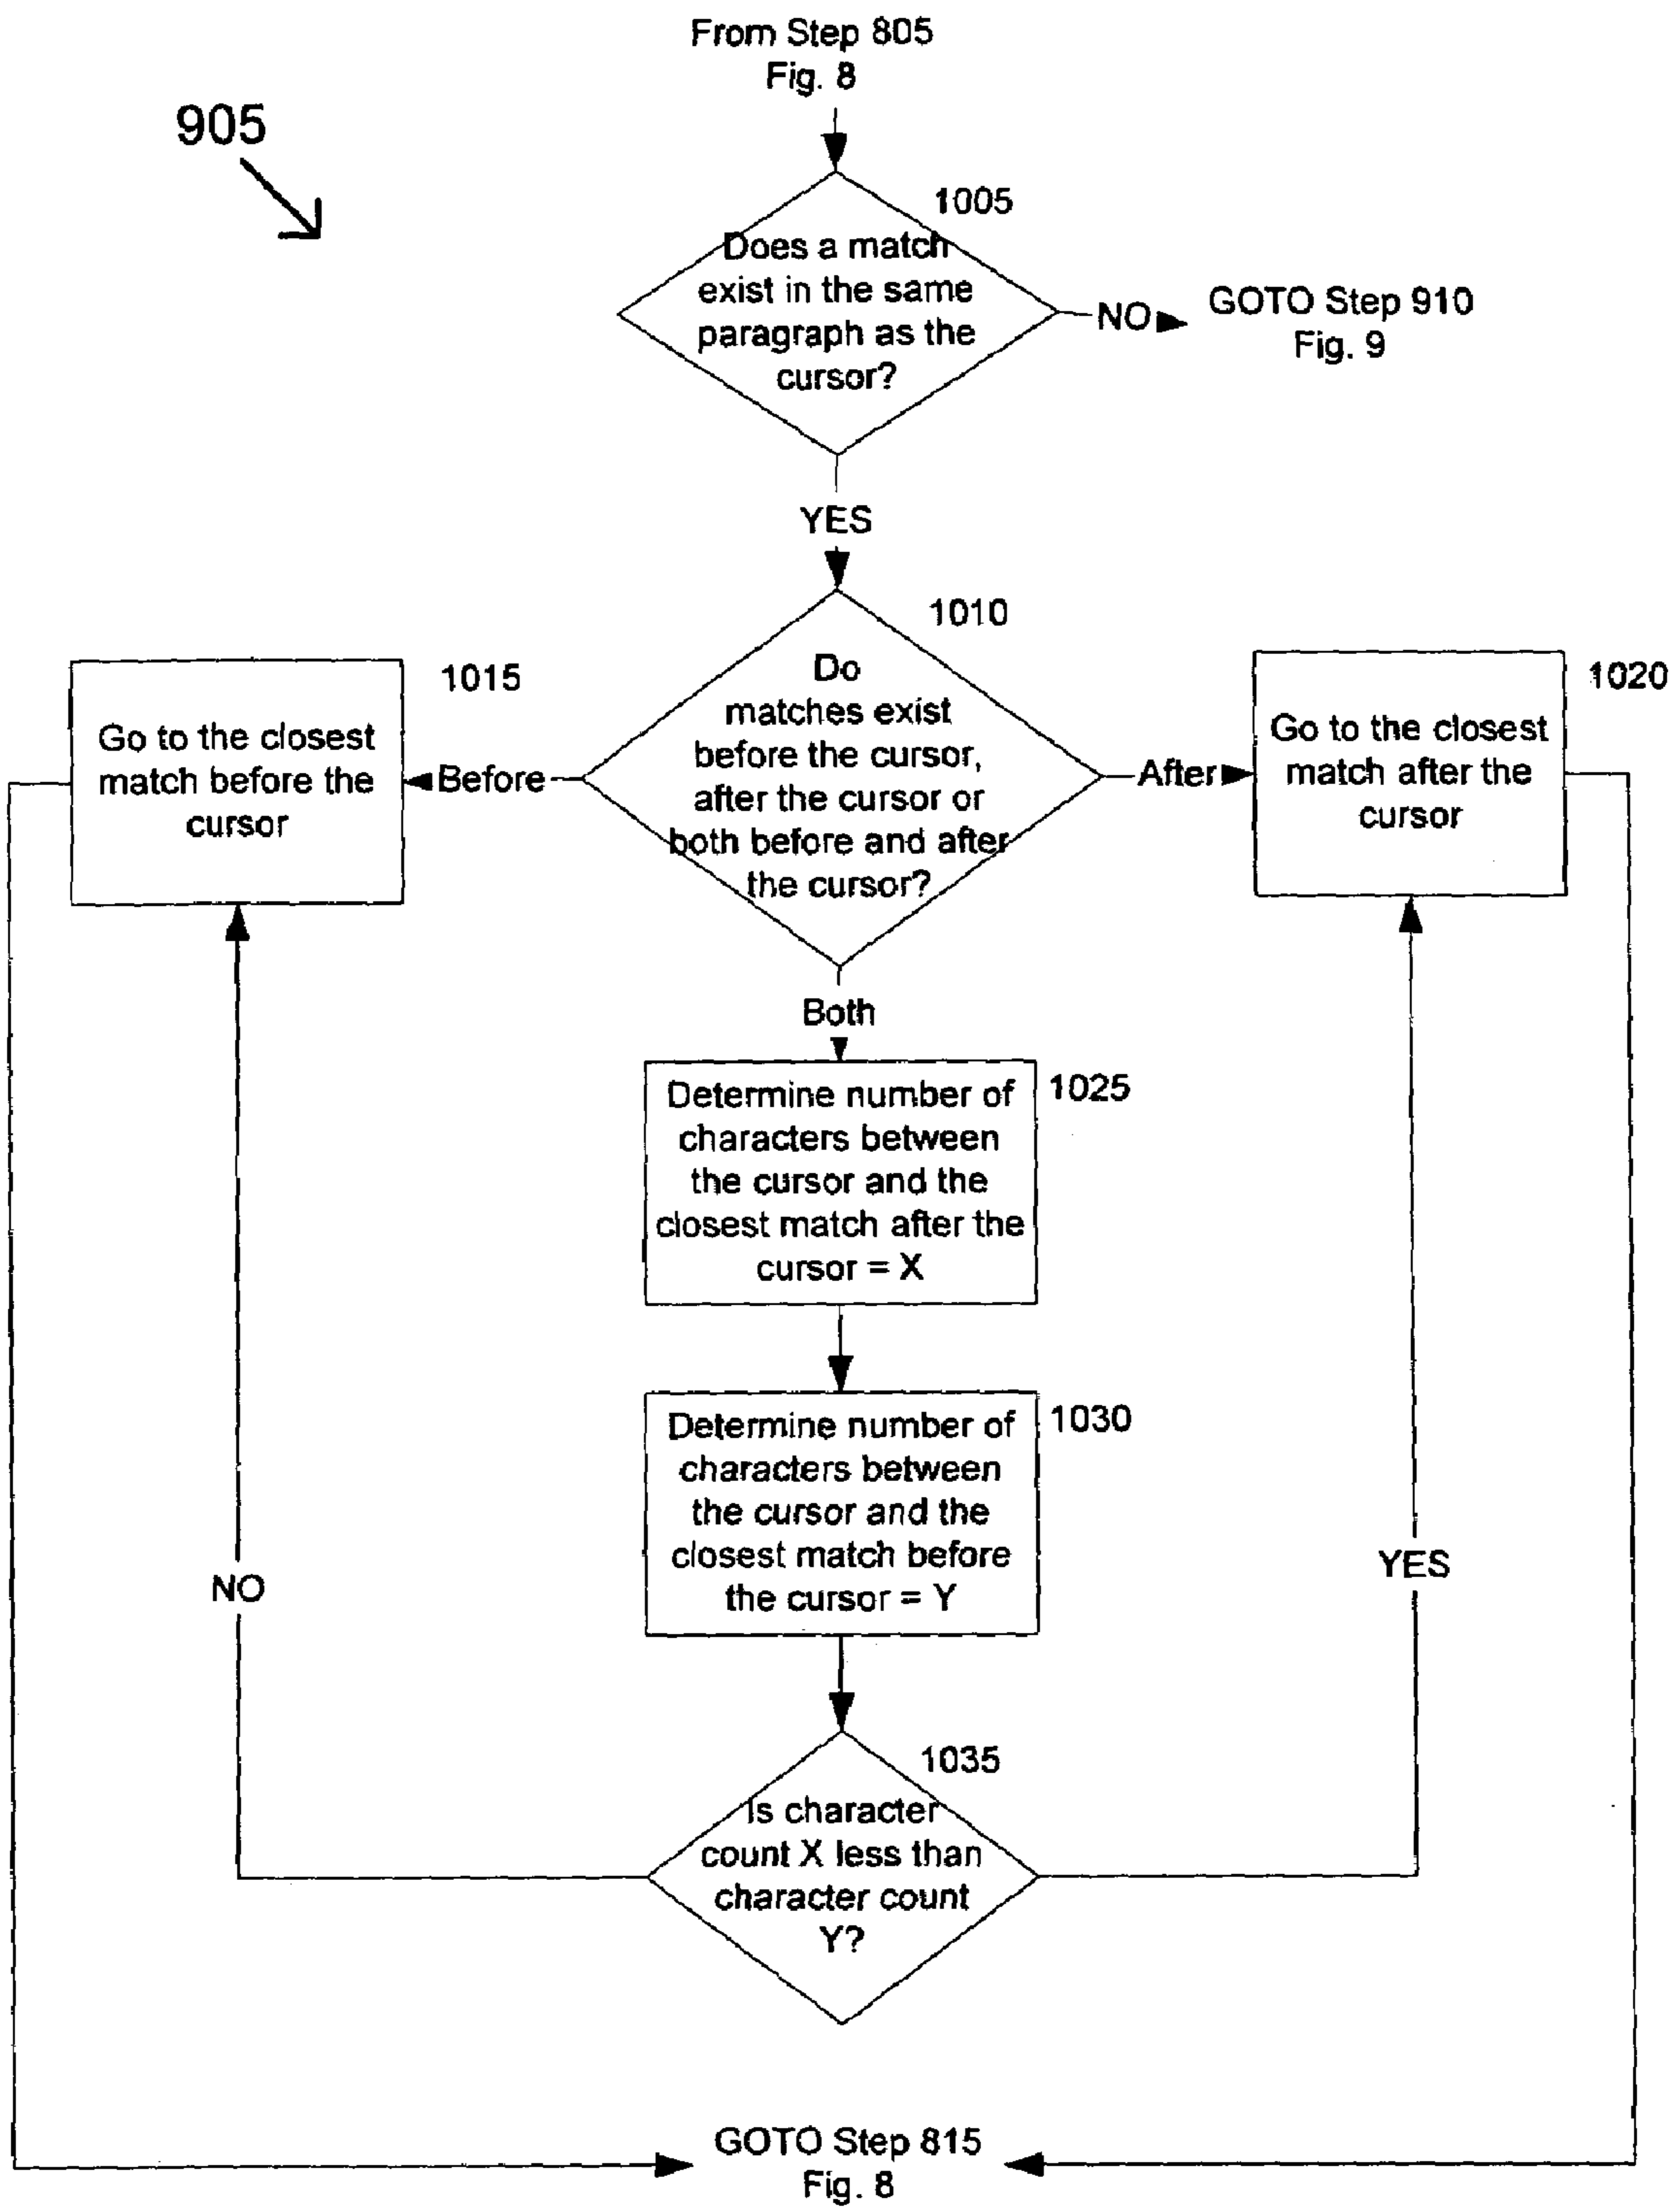 From Step 805
Fig. 8
905
1005
Does a match
exist in the same
paragraph as the
cursor?
NO
GOTO Step 910
Fig. 9
YES
1010
Do
matches exist
before the cursor,
after the cursor or
both before and after
the cursor?
1015
Go to the closest
match before the
cursor
Before
After
1020
Go to the closest
match after the
cursor
Both
1025
Determine number of
characters between
the cursor and the
closest match after the
cursor = X
1030
Determine number of
characters between
the cursor and the
closest match before
the cursor = Y
NO
YES
1035
Is character
count X less than
character count
Y?
GOTO Step 815
Fig. 8